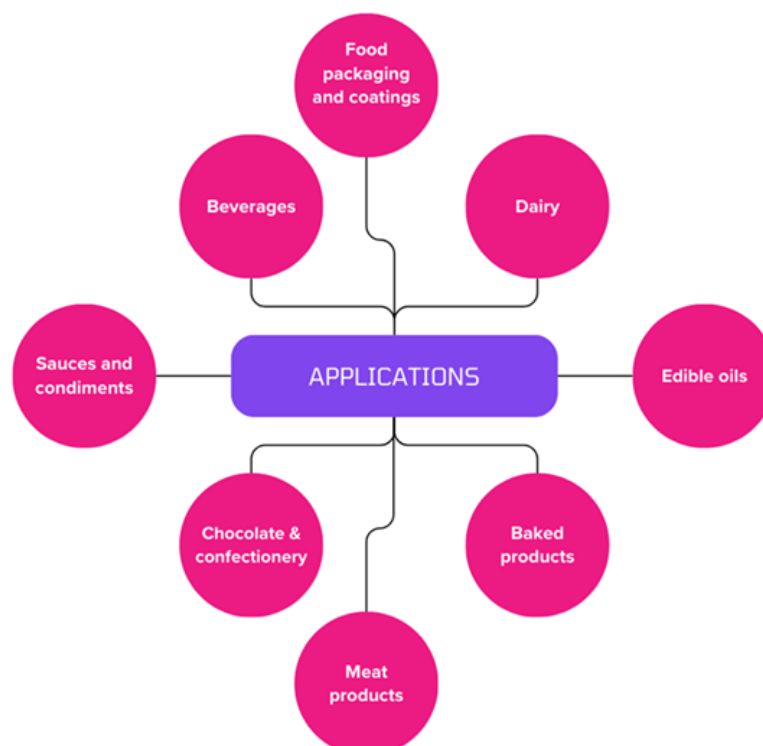 Food
packaging
and coatings
Beverages
Dairy
Sauces and
condiments
APPLICATIONS
Edible oils
Chocolate &
confectionery
Baked
products
Meat
products